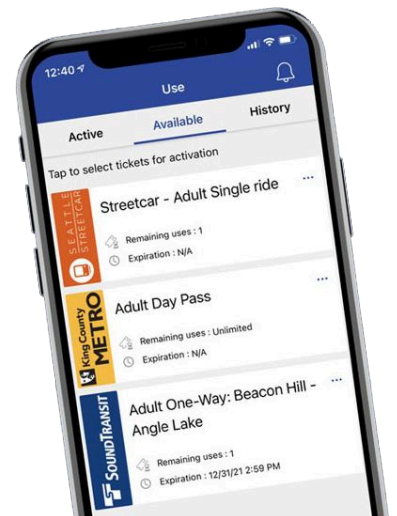 12:40
Use
Active
Available
History
Tap to select tickets for activation
SEATTLE
STREETCAR
Streetcar - Adult Single ride
Remaining uses : 1
Expiration : N/A
King County
METRO
Adult Day Pass
Remaining uses : Unlimited
Expiration : N/A
SOUNDTRANSIT
Adult One-Way: Beacon Hill -
Angle Lake
Remaining uses : 1
Expiration : 12/31/21 2:59 PM